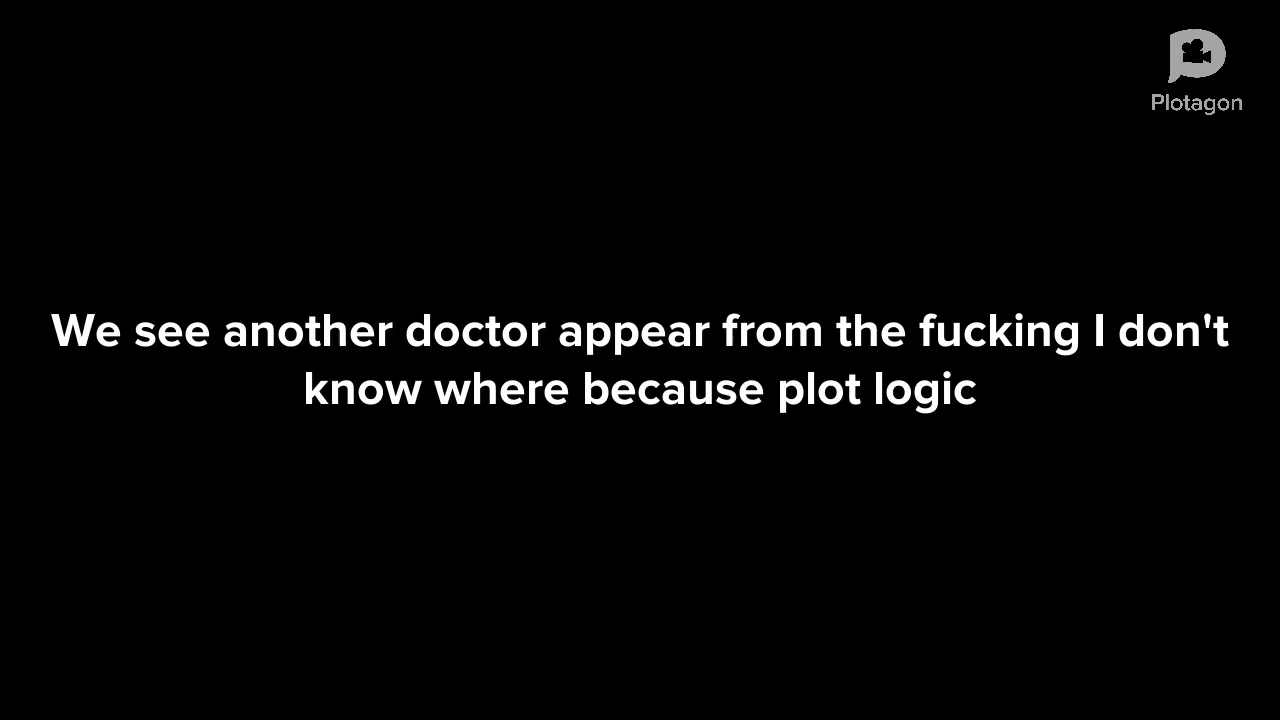 Plotagon
We see another doctor appear from the fucking I don't
know where because plot logic